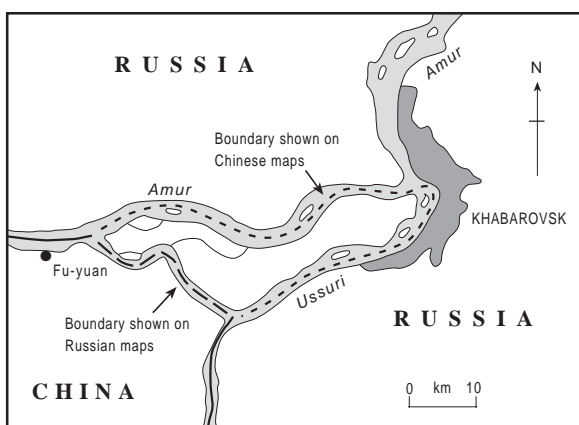 RUSSIA
Amur
N
Boundary shown on
Chinese maps
Amur
KHABAROVSK
Fu-yuan
Ussuri
Boundary shown on
Russian maps
RUSSIA
CHINA
0 km 10